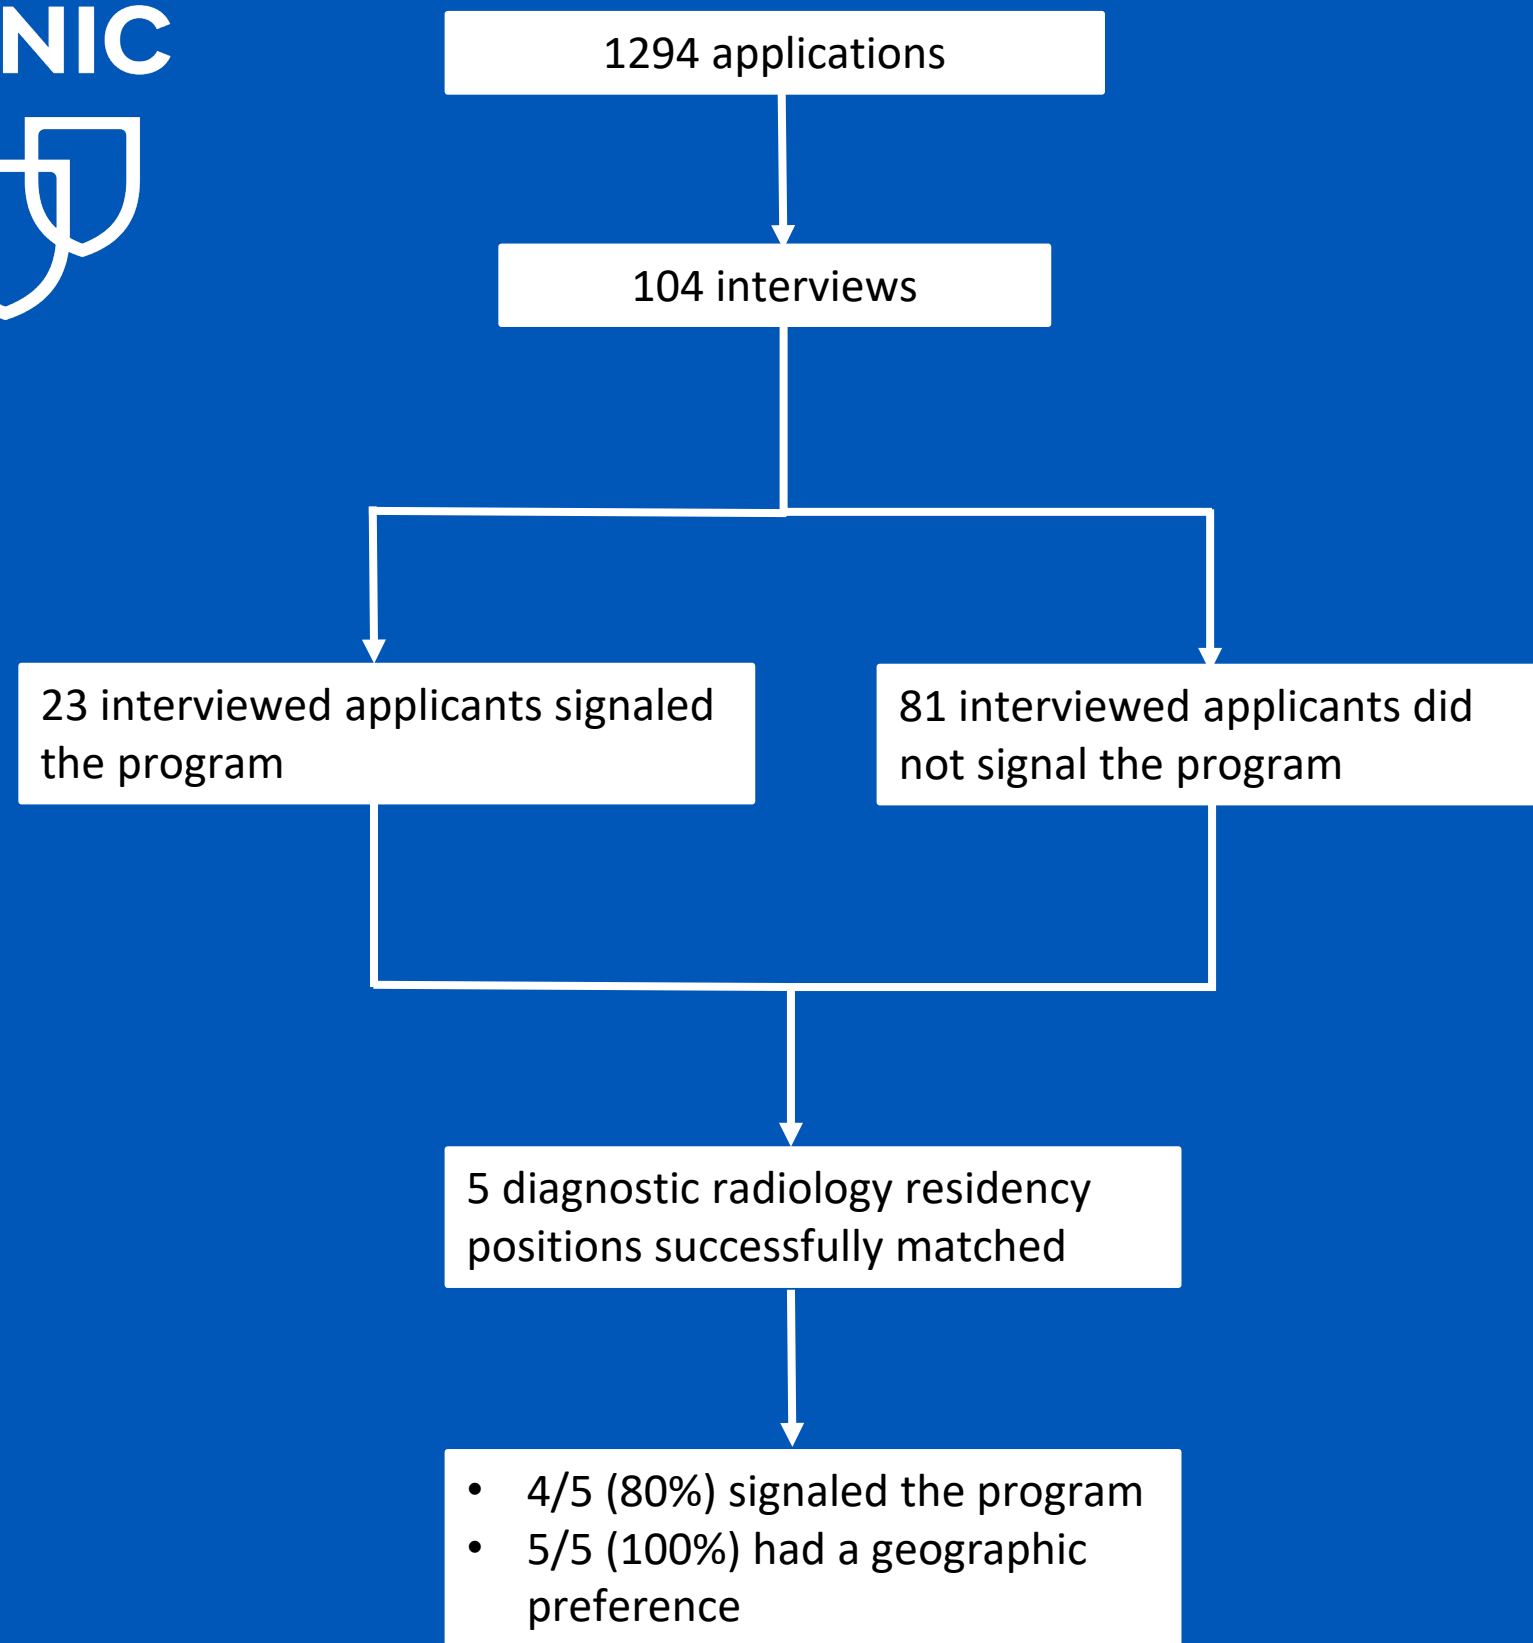 NIC
1294 applications
104 interviews
23 interviewed applicants signaled
the program
81 interviewed applicants did
not signal the program
5 diagnostic radiology residency
positions successfully matched
• 4/5 (80%) signaled the program
• 5/5 (100%) had a geographic
preference